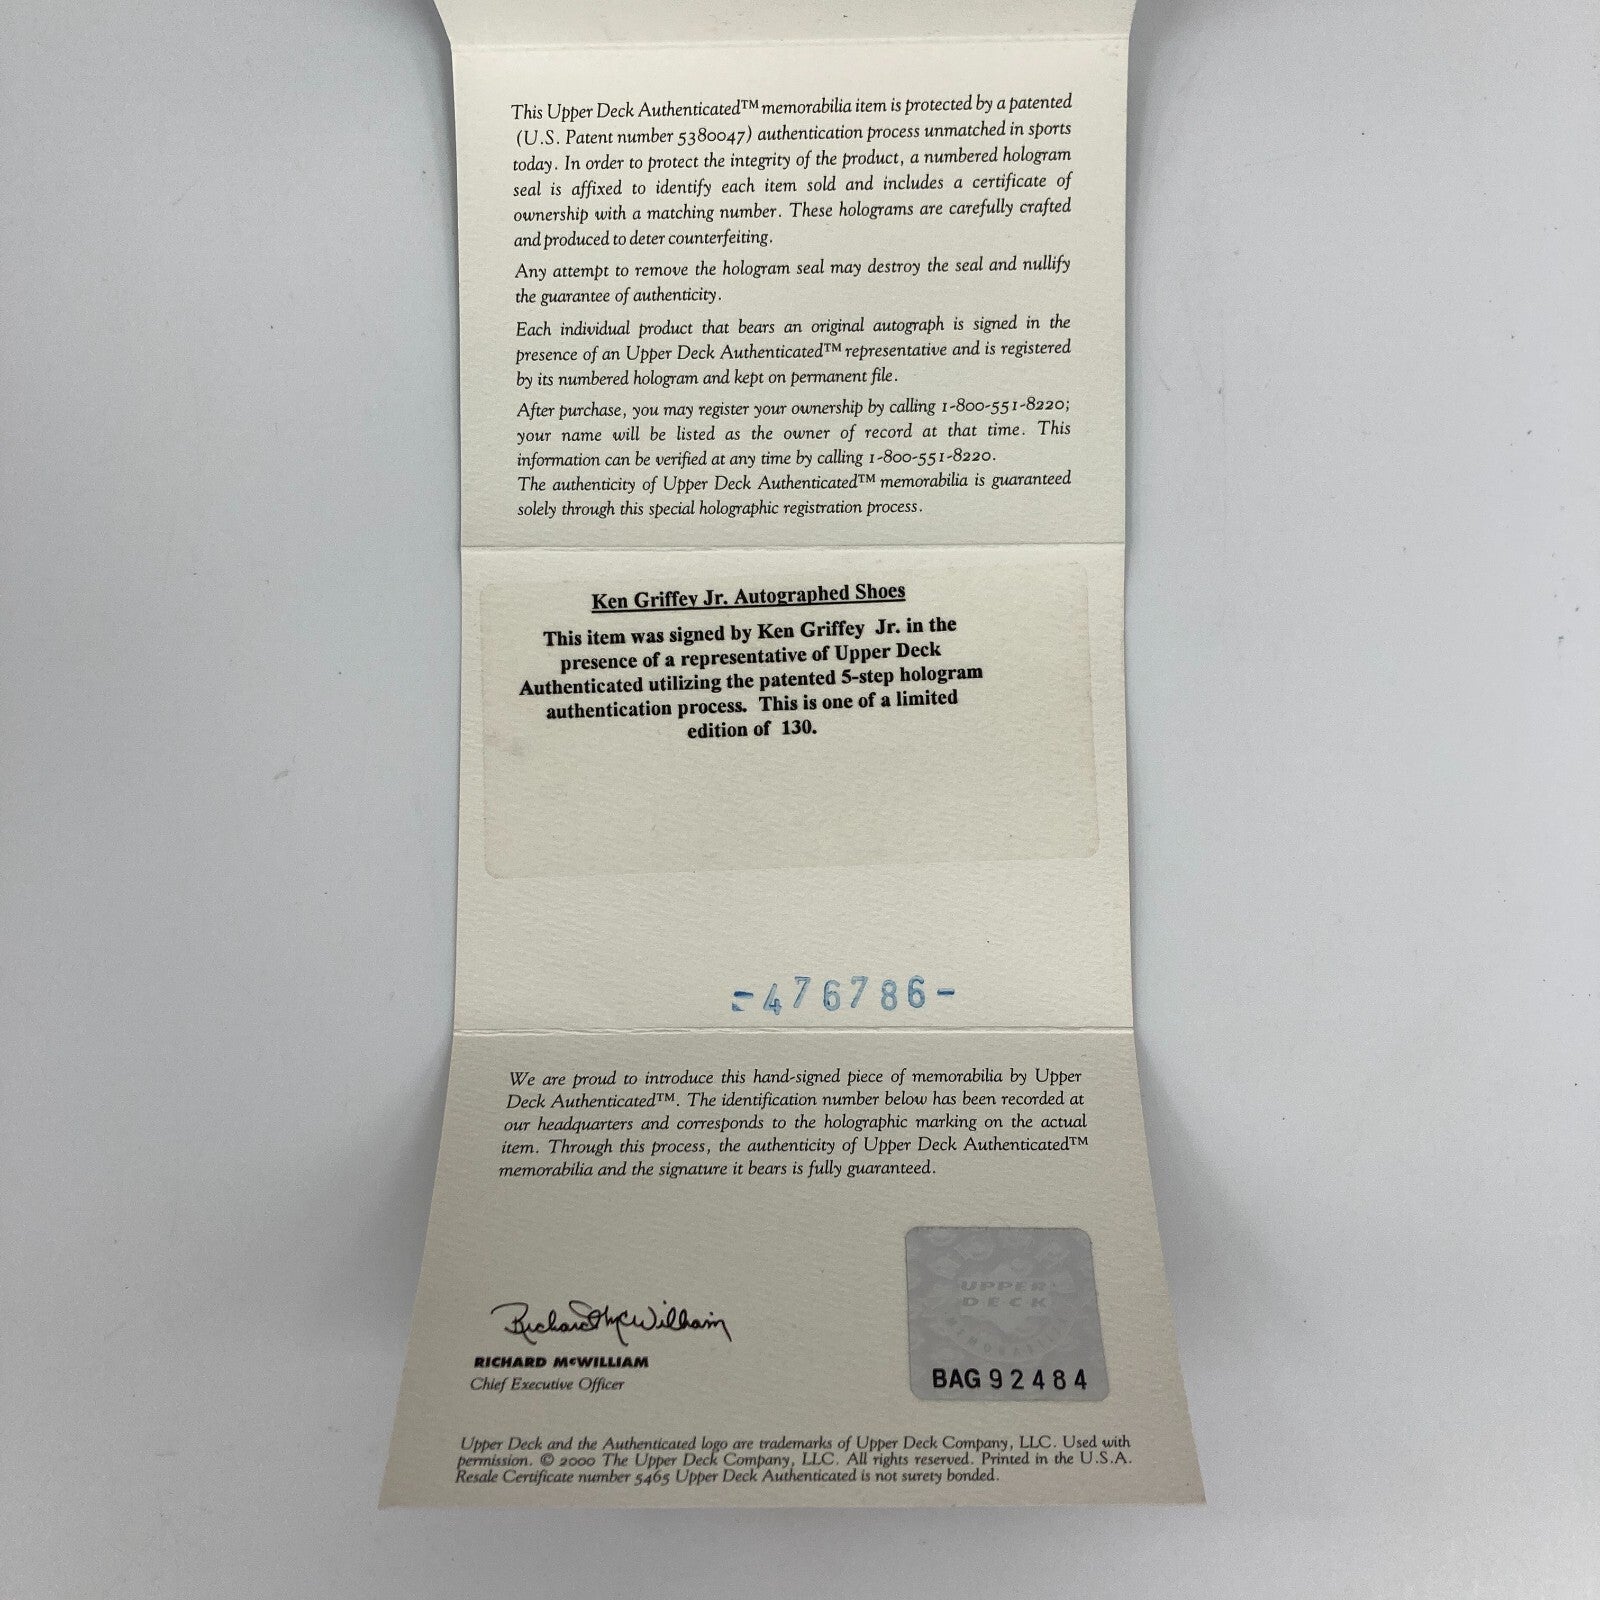 This Upper Deck Authenticated™ memorabilia item is protected by a patented
(U.S. Patent number 5380047) authentication process unmatched in sports
today. In order to protect the integrity of the product, a numbered hologram
seal is affixed to identify each item sold and includes a certificate of
ownership with a matching number. These holograms are carefully crafted
and produced to deter counterfeiting.
Any attempt to remove the hologram seal may destroy the seal and nullify
the guarantee of authenticity.
Each individual product that bears an original autograph is signed in the
presence of an Upper Deck Authenticated™ representative and is registered
by its numbered hologram and kept on permanent file.
After purchase, you may register your ownership by calling 1-800-551-8220;
your name will be listed as the owner of record at that time. This
information can be verified at any time by calling 1-800-551-8220.
The authenticity of Upper Deck Authenticated™ memorabilia is guaranteed
solely through this special holographic registration process.
Ken Griffey Jr. Autographed Shoes
This item was signed by Ken Griffey Jr. in the
presence of a representative of Upper Deck
Authenticated utilizing the patented 5-step hologram
authentication process. This is one of a limited
edition of 130.
-476786-
We are proud to introduce this hand-signed piece of memorabilia by Upper
Deck Authenticated™. The identification number below has been recorded at
our headquarters and corresponds to the holographic marking on the actual
item. Through this process, the authenticity of Upper Deck Authenticated™
memorabilia and the signature it bears is fully guaranteed.
UPPER
DECK
MEMORABILIA
Richard McWilliam
RICHARD McWILLIAM
Chief Executive Officer
BAG92484
Upper Deck and the Authenticated logo are trademarks of Upper Deck Company, LLC. Used with
permission. © 2000 The Upper Deck Company, LLC. All rights reserved. Printed in the U.S.A.
Resale Certificate number 5465 Upper Deck Authenticated is not surety bonded.